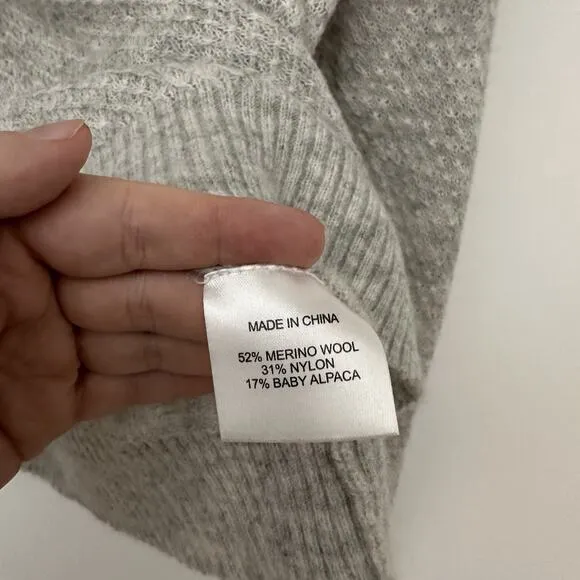 MADE IN CHINA
52% MERINO WOOL
31% NYLON
17% BABY ALPACA